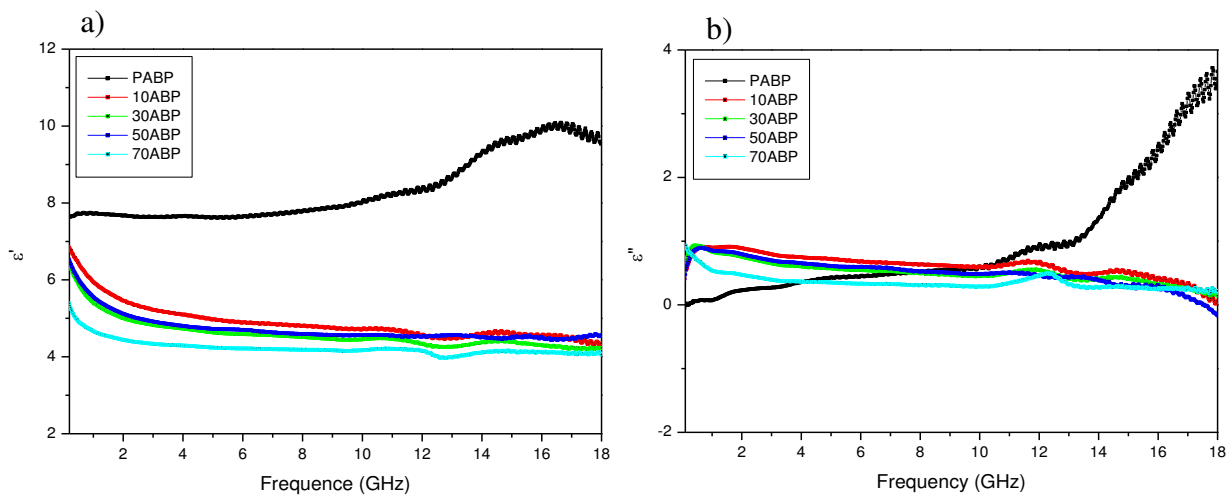 a)
12
10
8
6
4
2
ε'
PABP
10ABP
30ABP
50ABP
70ABP
2 4 6 8 10 12 14 16 18
Frequence (GHz)
b)
4
2
0
-2
ε"
PABP
10ABP
30ABP
50ABP
70ABP
2 4 6 8 10 12 14 16 18
Frequency (GHz)